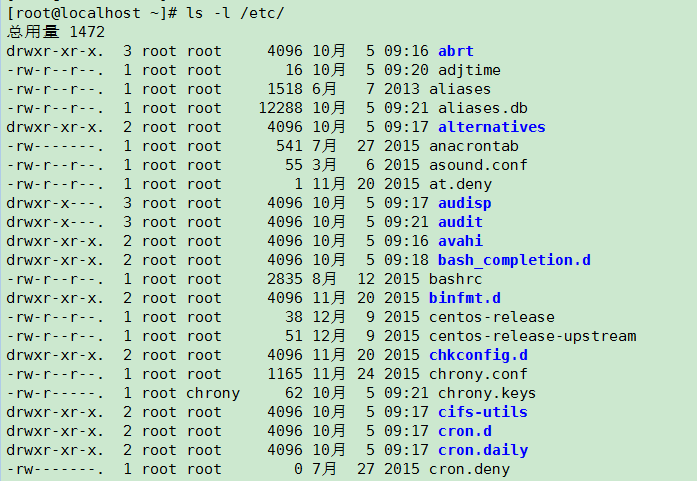 [root@localhost ~]# ls -l /etc/
总用量 1472
drwxr-xr-x.  3 root root     4096 10月  5 09:16 abrt
-rw-r--r--.  1 root root       16 10月  5 09:20 adjtime
-rw-r--r--.  1 root root     1518 6月   7 2013 aliases
-rw-r--r--.  1 root root    12288 10月  5 09:21 aliases.db
drwxr-xr-x.  2 root root     4096 10月  5 09:17 alternatives
-rw-------.  1 root root      541 7月  27 2015 anacrontab
-rw-r--r--.  1 root root       55 3月   6 2015 asound.conf
-rw-r--r--.  1 root root        1 11月 20 2015 at.deny
drwxr-x---.  3 root root     4096 10月  5 09:17 audisp
drwxr-x---.  3 root root     4096 10月  5 09:21 audit
drwxr-xr-x.  2 root root     4096 10月  5 09:16 avahi
drwxr-xr-x.  2 root root     4096 10月  5 09:18 bash_completion.d
-rw-r--r--.  1 root root     2835 8月  12 2015 bashrc
drwxr-xr-x.  2 root root     4096 11月 20 2015 binfmt.d
-rw-r--r--.  1 root root       38 12月  9 2015 centos-release
-rw-r--r--.  1 root root       51 12月  9 2015 centos-release-upstream
drwxr-xr-x.  2 root root     4096 11月 20 2015 chkconfig.d
-rw-r--r--.  1 root root     1165 11月 24 2015 chrony.conf
-rw-r-----.  1 root chrony     62 10月  5 09:21 chrony.keys
drwxr-xr-x.  2 root root     4096 10月  5 09:17 cifs-utils
drwxr-xr-x.  2 root root     4096 10月  5 09:17 cron.d
drwxr-xr-x.  2 root root     4096 10月  5 09:17 cron.daily
-rw-------.  1 root root        0 7月  27 2015 cron.deny